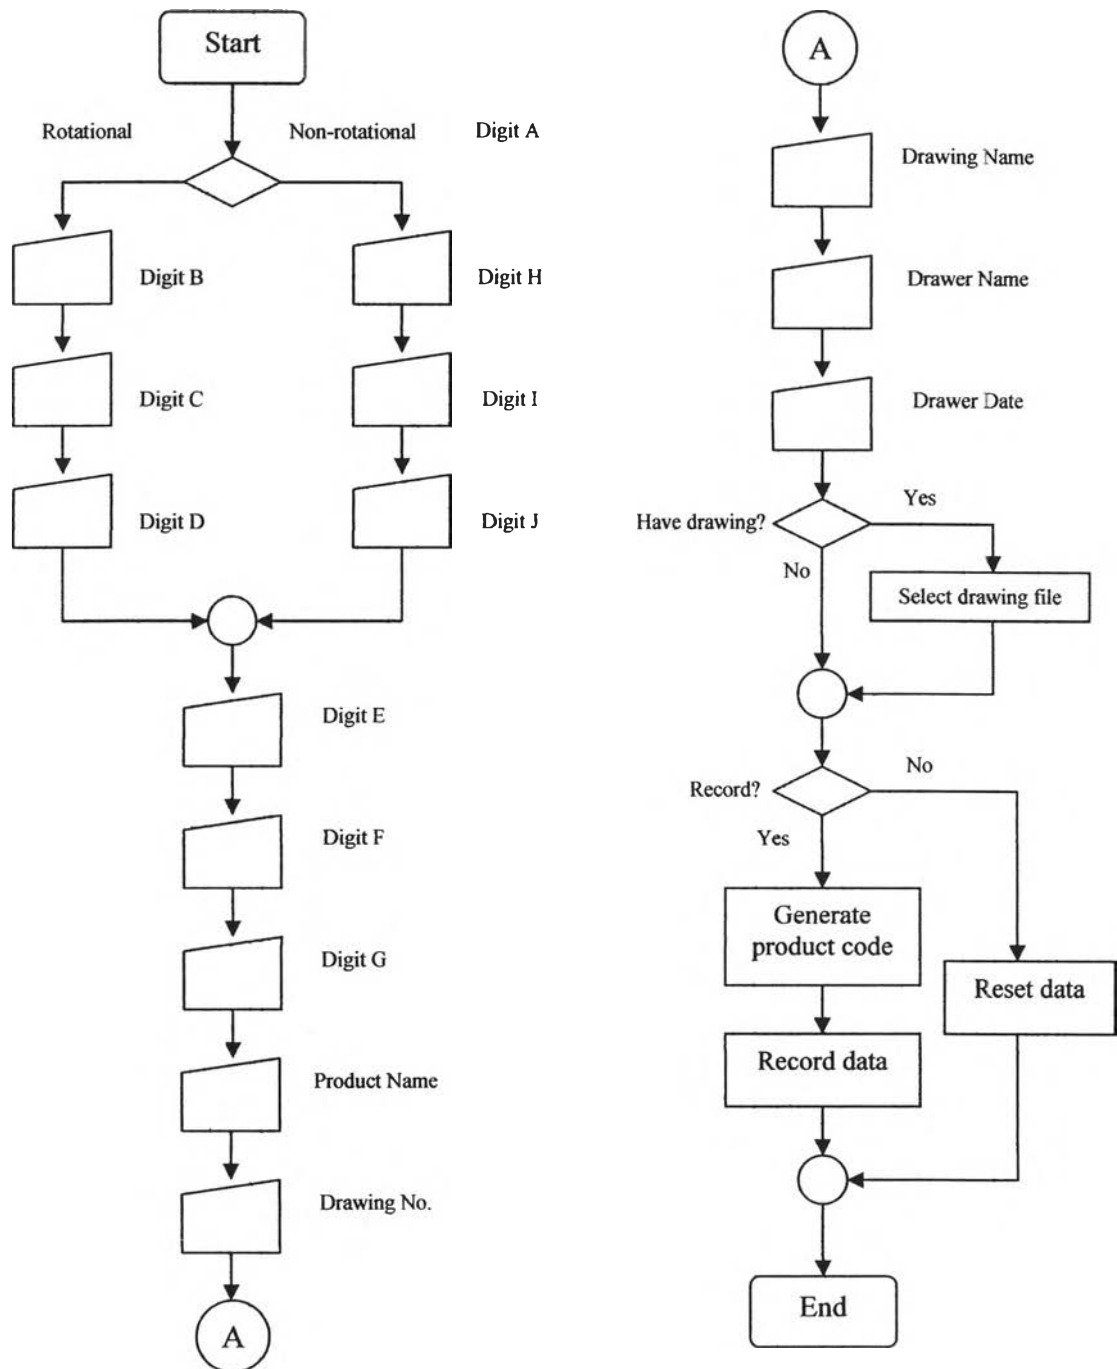 Start
Rotational
Non-rotational
Digit A
Digit B
Digit H
Digit C
Digit I
Digit D
Digit J
Digit E
Digit F
Digit G
Product Name
Drawing No.
A
A
Drawing Name
Drawer Name
Drawer Date
Have drawing?
Yes
No
Select drawing file
Record?
No
Yes
Generate
product code
Reset data
Record data
End